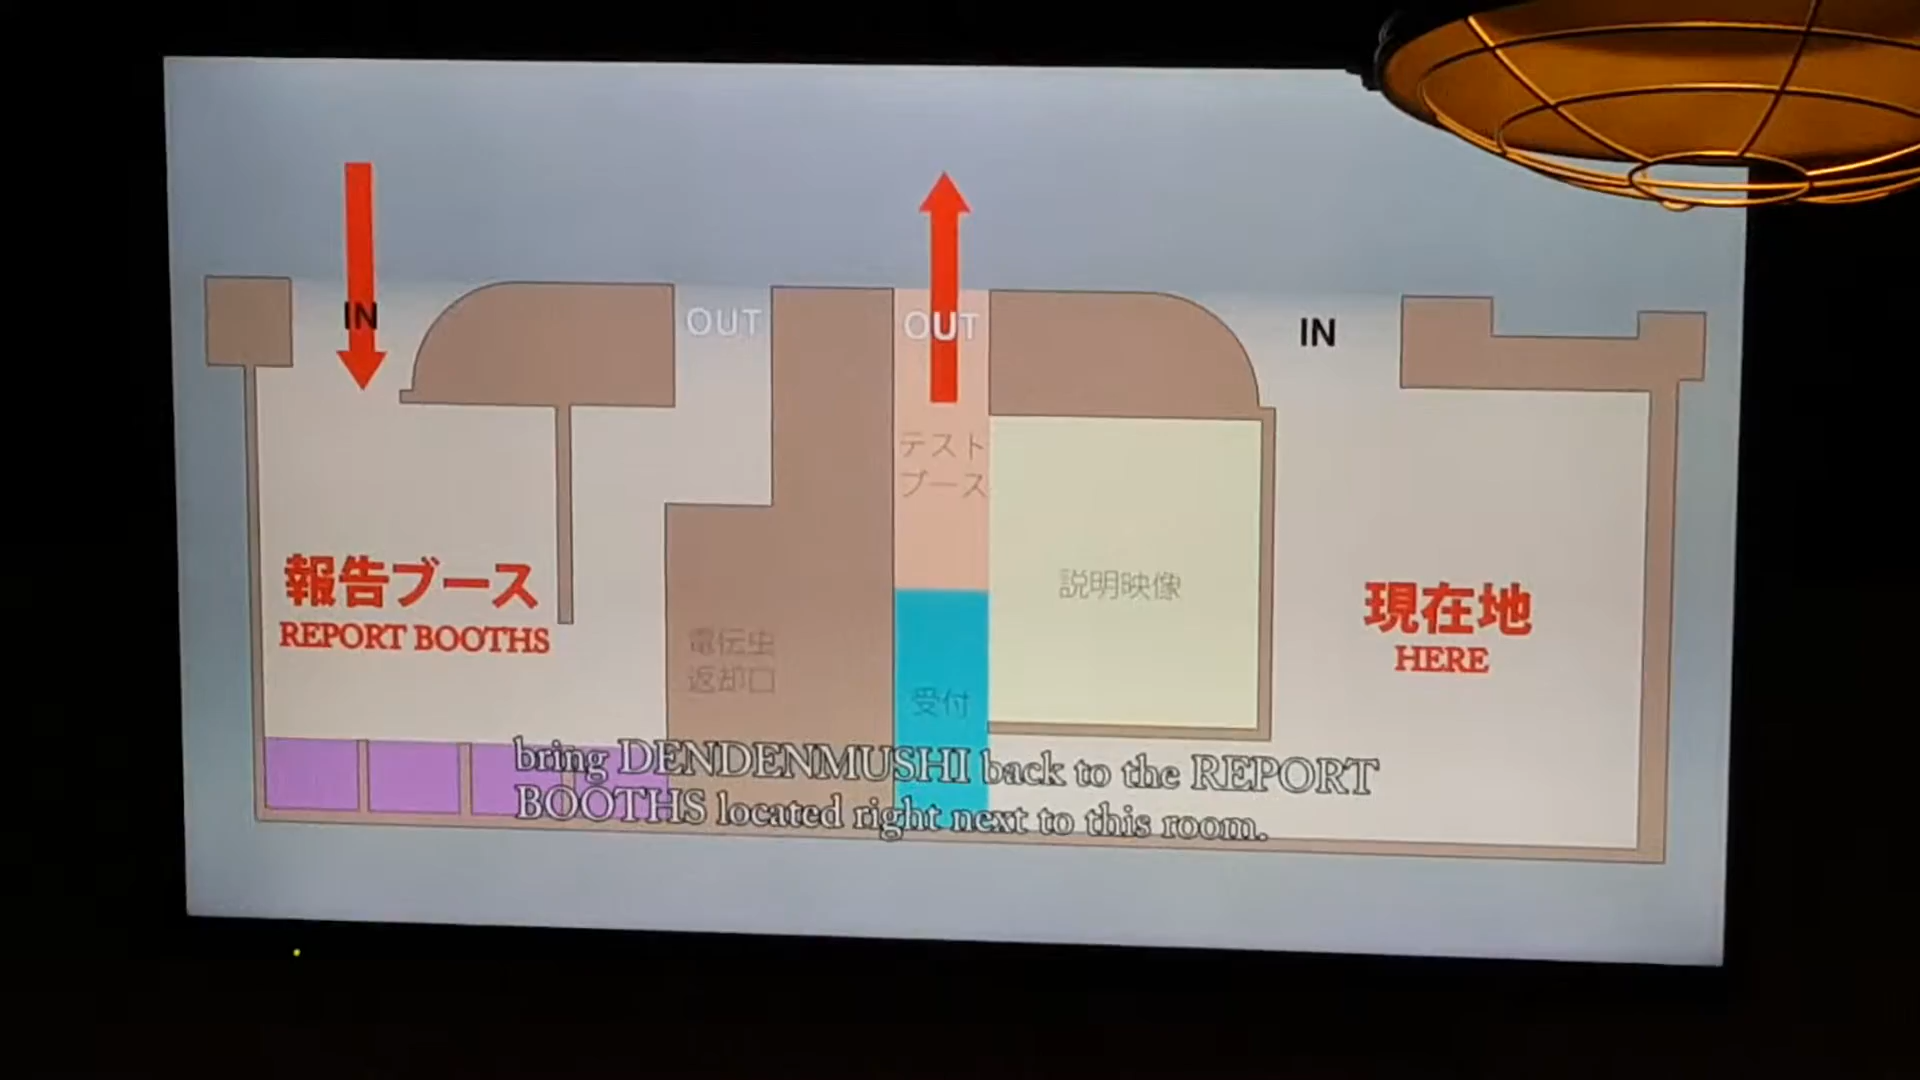 IN
OUT
OUT
IN
テスト
ブース
報告ブース
REPORT BOOTHS
電伝虫
返却口
受付
説明映像
現在地
HERE
bring DENDENMUSHI back to the REPORT
BOOTHS located right next to this room.